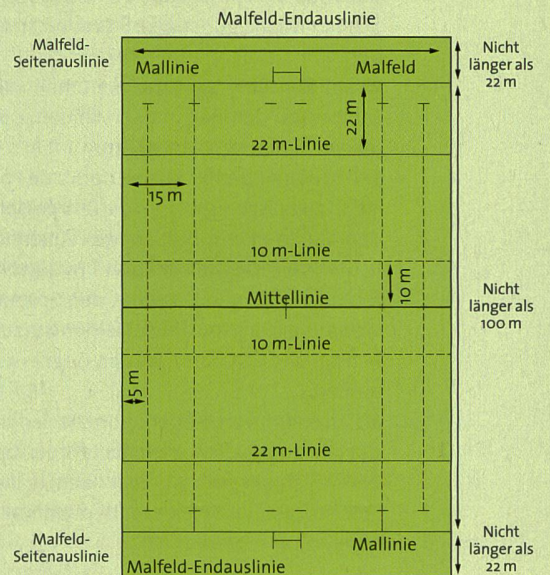 Malfeld-Endauslinie
Malfeld-
Seitenauslinie
Nicht
länger als
22 m
Mallinie
Malfeld
22 m
22 m-Linie
15 m
10 m-Linie
10 m
Mittellinie
Nicht
länger als
100 m
10 m-Linie
5 m
22 m-Linie
Malfeld-
Seitenauslinie
Mallinie
Nicht
länger als
22 m
Malfeld-Endauslinie